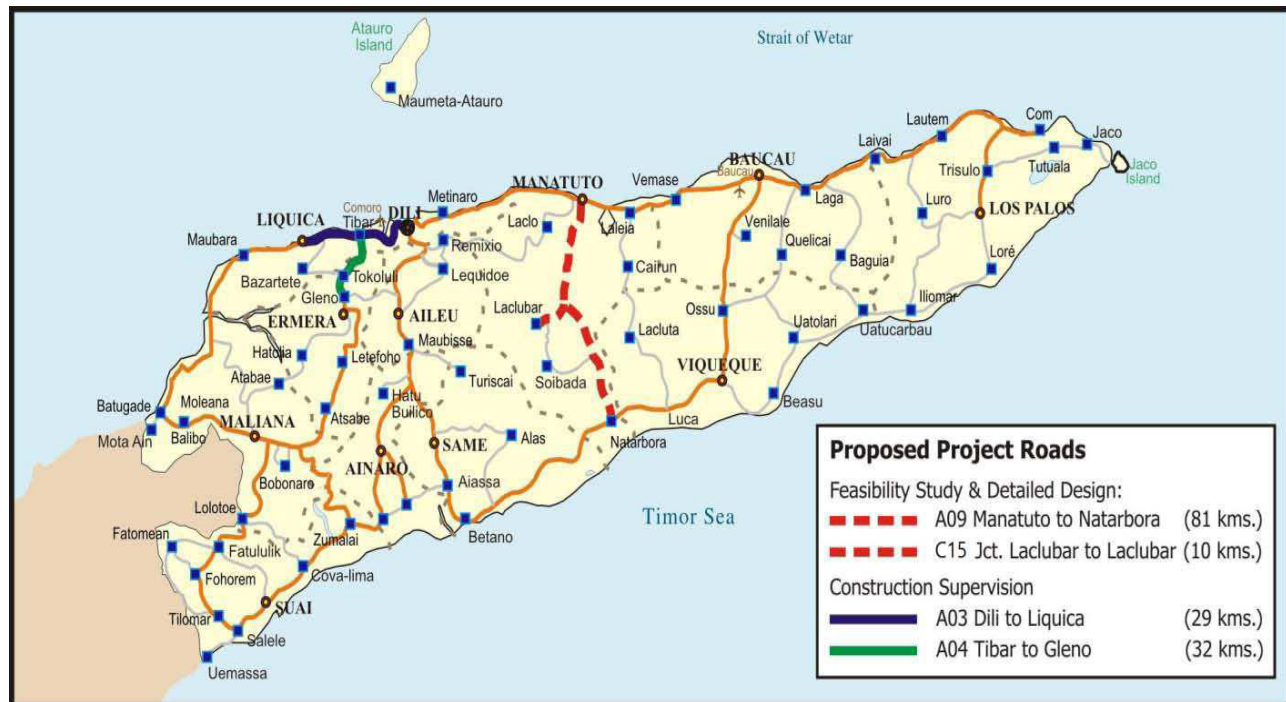 Atauro
Island
Strait of Wetar
Maumeta-Atauro
Com
Lautem
Jaco
Laivai
BAUCAU
Baucau
Tutuala
Jaco
Island
Trisulo
MANATUTO
Vemase
Metinaro
Laga
Comoro
DILI
Tibar
LIQUICA
Laclo
Laleia
Luro
LOS PALOS
Maubara
Remixio
Venilale
Quelicai
Baguia
Loré
Bazartete
Tokoluli
Lequidoe
Cairun
Gleno
ERMERA
AILEU
Laclubar
Ossu
Iliomar
Uatucarbau
Uatolari
Lacluta
Maubisse
Hatolia
Letefoho
Atabae
Turiscai
Soibada
VIQUEQUE
Hatu
Builico
Beasu
Batugade
Moleana
Atsabe
Luca
Mota Ain
Balibo
MALIANA
Natarbora
SAME
Alas
AINARO
Bobonaro
Aiassa
Lolotoe
Betano
Timor Sea
Zumalai
Fatomean
Fatululik
Cova-lima
Fohorem
SUAI
Tilomar
Salele
Uemassa
Proposed Project Roads
Feasibility Study & Detailed Design:
A09 Manatuto to Natarbora (81 kms.)
C15 Jct. Laclubar to Laclubar (10 kms.)
Construction Supervision
A03 Dili to Liquica (29 kms.)
A04 Tibar to Gleno (32 kms.)